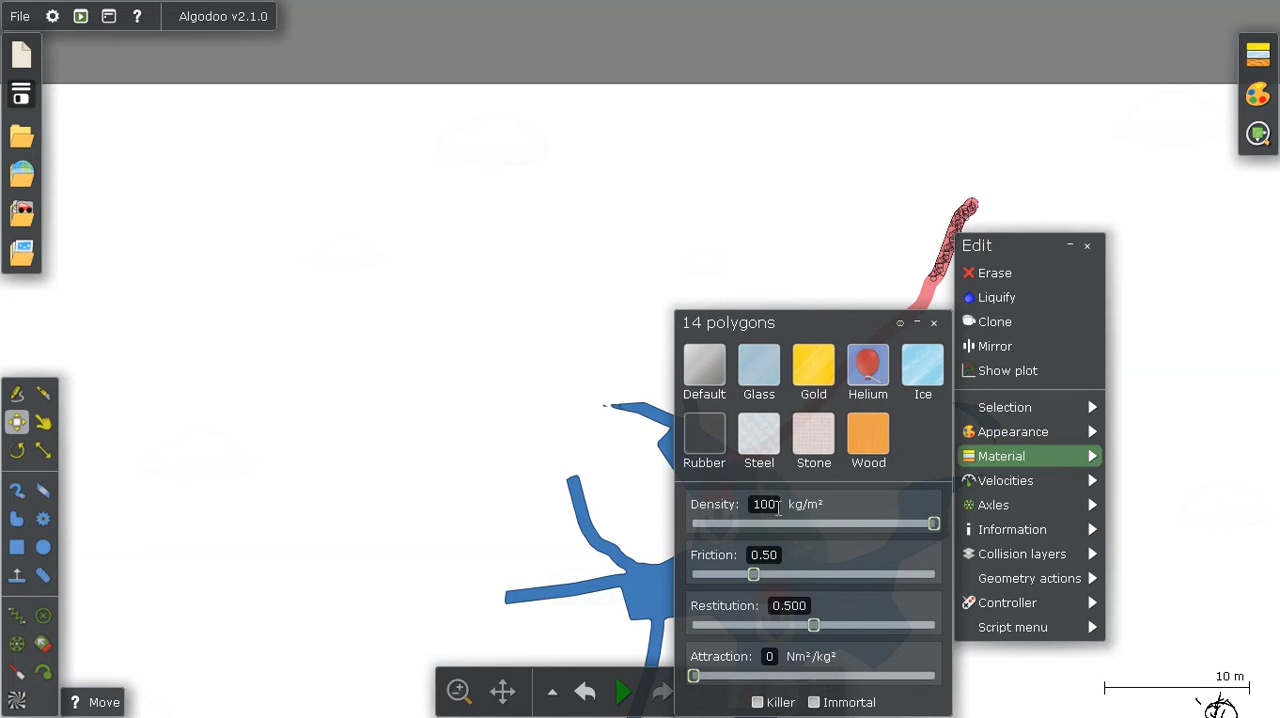 File ? Algodoo v2.1.0
Edit
Erase
Liquify
Clone
Mirror
Show plot
Selection
Appearance
Material
Velocities
Axles
Information
Collision layers
Geometry actions
Controller
Script menu
14 polygons
Default Glass Gold Helium Ice
Rubber Steel Stone Wood
Density: 100 kg/m²
Friction: 0.50
Restitution: 0.500
Attraction: 0 Nm²/kg²
Killer Immortal
? Move
10 m